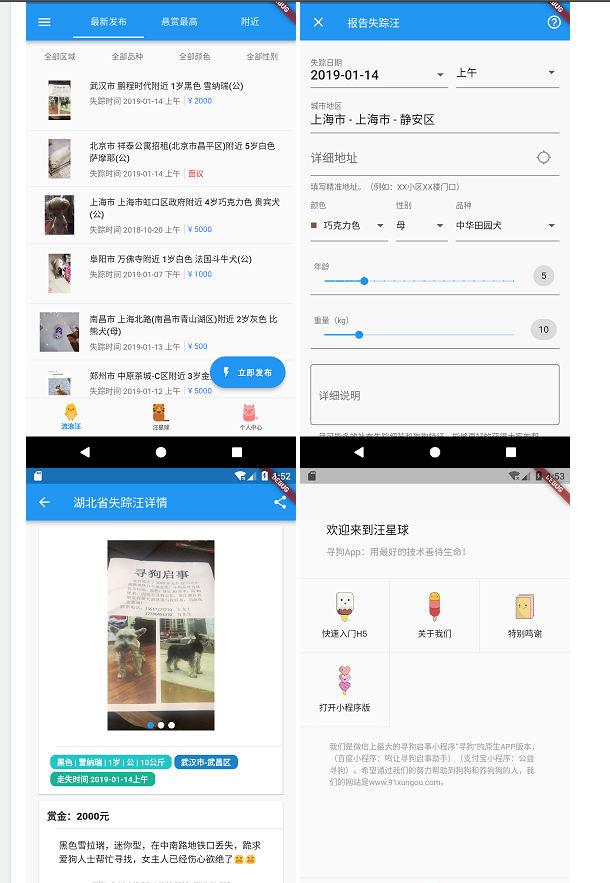 最新发布 悬赏最高 附近
全部区域 全部品种 全部颜色 全部性别
武汉市 鹏程时代附近 1岁黑色 雪纳瑞(公)
失踪时间 2019-01-14 上午 ¥ 2000
北京市 祥泰公寓招租(北京市昌平区)附近 5岁白色
萨摩耶(公)
失踪时间 2019-01-14 上午 面议
上海市 上海市虹口区政府附近 4岁巧克力色 贵宾犬
(公)
失踪时间 2018-10-20 上午 ¥ 5000
阜阳市 万佛寺附近 1岁白色 法国斗牛犬(公)
失踪时间 2019-01-07 下午 ¥ 1000
南昌市 上海北路(南昌市青山湖区)附近 2岁灰色 比
熊犬(母)
失踪时间 2019-01-13 上午 ¥ 500
郑州市 中原茶城-C区附近 3岁金
失踪时间 2019-01-12 上午 ¥ 5000
立即发布
流浪汪 汪星球 个人中心
报告失踪汪
失踪日期
2019-01-14 上午
城市地区
上海市 - 上海市 - 静安区
详细地址
填写精准地址。（例如：XX小区XX楼门口）
颜色 性别 品种
巧克力色 母 中华田园犬
年龄
5
重量（kg）
10
详细说明
1:52
DEBUG
湖北省失踪汪详情
寻狗启事
黑色 | 雪纳瑞 | 1岁 | 公 | 10公斤 武汉市-武昌区
走失时间 2019-01-14上午
赏金：2000元
黑色雪拉瑞，迷你型，在中南路地铁口丢失，跪求
爱狗人士帮忙寻找，女主人已经伤心欲绝了😫😫
1:53
DEBUG
欢迎来到汪星球
寻狗App：用最好的技术善待生命！
快速入门H5 关于我们 特别鸣谢
打开小程序版
我们是微信上最大的寻狗启事小程序“寻狗”的原生APP版本，
（百度小程序：鸣让寻狗启事助手）（支付宝小程序：公益
寻狗）。希望通过我们的努力帮助到狗狗和养狗狗的人，我
们的网站是www.91xungou.com。